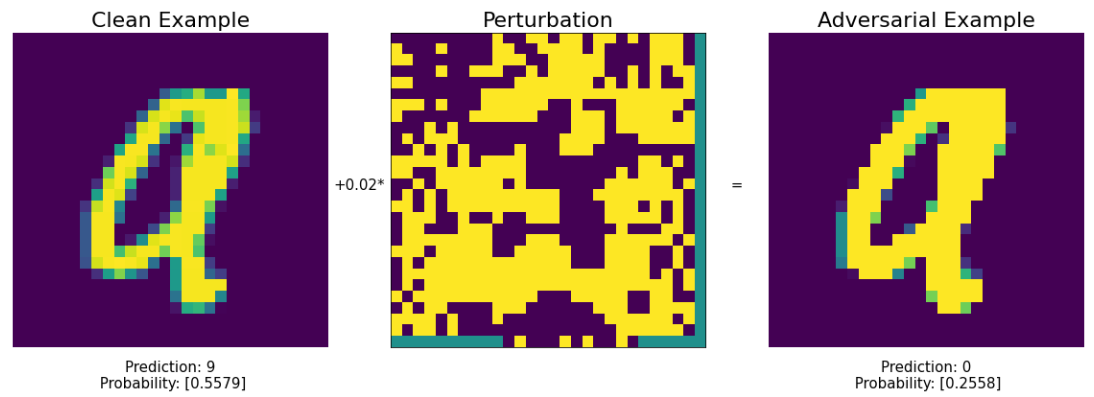 Clean Example
Perturbation
Adversarial Example
+0.02*
=
Prediction: 9
Probability: [0.5579]
Prediction: 0
Probability: [0.2558]